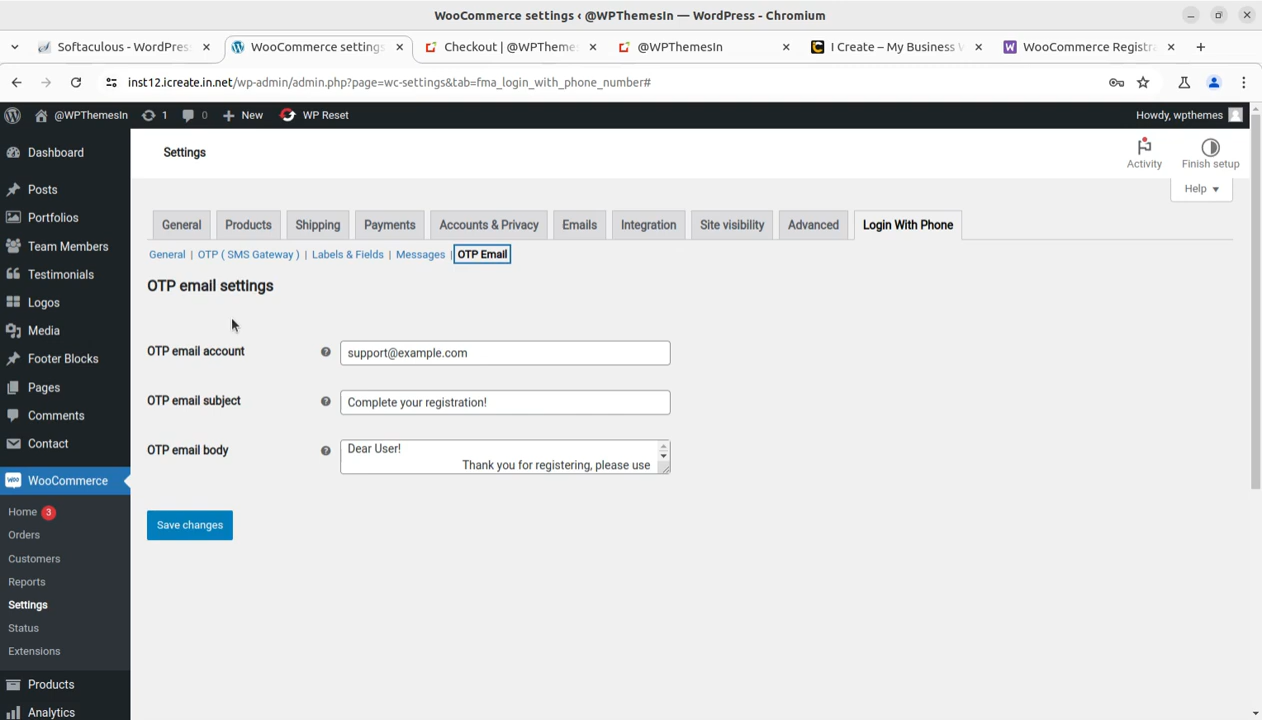 WooCommerce settings ‹ @WPThemesIn — WordPress - Chromium
Softaculous - WordPres
WooCommerce setting
Checkout | @WPTheme
@WPThemesIn
I Create – My Business W
WooCommerce Registra
inst12.icreate.in.net/wp-admin/admin.php?page=wc-settings&tab=fma_login_with_phone_number#
@WPThemesIn
1
0
New
WP Reset
Howdy, wpthemes
Dashboard
Posts
Portfolios
Team Members
Testimonials
Logos
Media
Footer Blocks
Pages
Comments
Contact
WooCommerce
Home 3
Orders
Customers
Reports
Settings
Status
Extensions
Products
Analytics
Settings
Activity
Finish setup
Help
General
Products
Shipping
Payments
Accounts & Privacy
Emails
Integration
Site visibility
Advanced
Login With Phone
General | OTP ( SMS Gateway ) | Labels & Fields | Messages | OTP Email
OTP email settings
OTP email account
support@example.com
OTP email subject
Complete your registration!
OTP email body
Dear User!
Thank you for registering, please use
Save changes